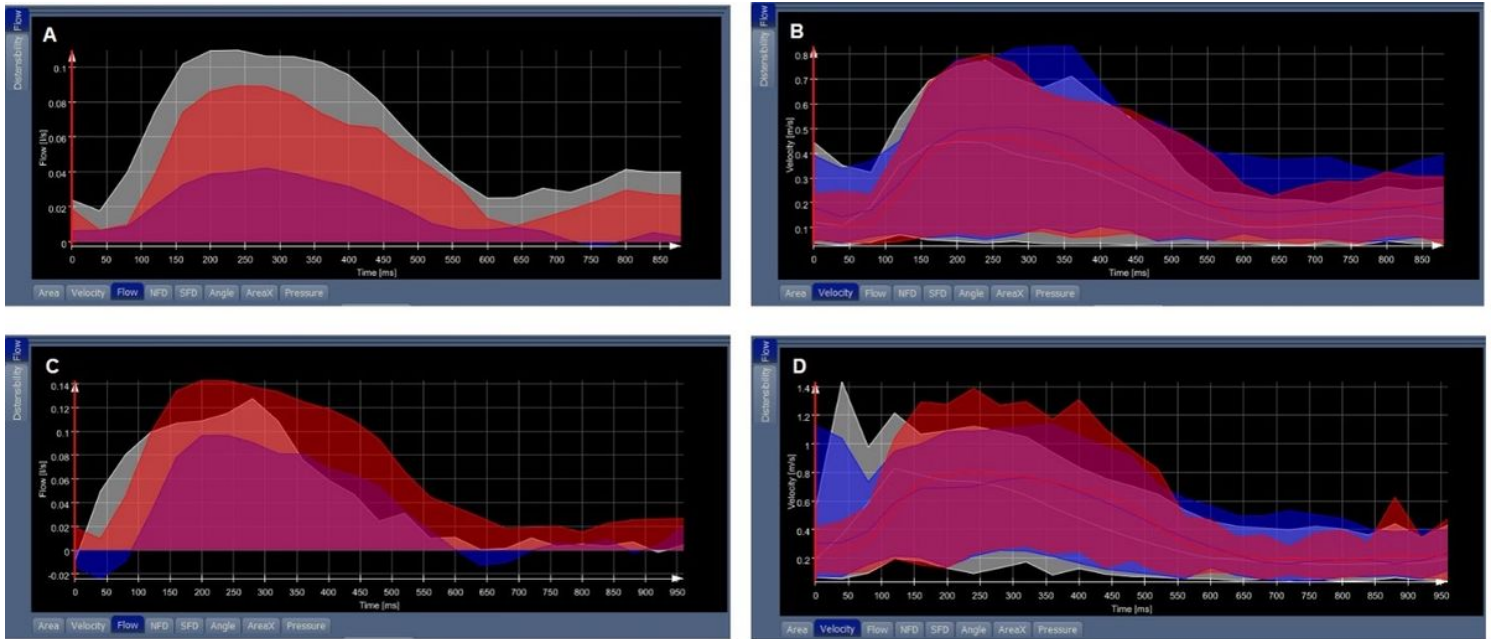 Flow
Distensibility
A
0.1
0.08
0.06
0.04
0.02
0
Flow [l/s]
0 50 100 150 200 250 300 350 400 450 500 550 600 650 700 750 800 850
Time [ms]
Area Velocity Flow NFD SFD Angle AreaX Pressure
Flow
Distensibility
B
0.8
0.7
0.6
0.5
0.4
0.3
0.2
0.1
Velocity [m/s]
0 50 100 150 200 250 300 350 400 450 500 550 600 650 700 750 800 850
Time [ms]
Area Velocity Flow NFD SFD Angle AreaX Pressure
Flow
Distensibility
C
0.14
0.12
0.1
0.08
0.06
0.04
0.02
0
-0.02
Flow [l/s]
0 50 100 150 200 250 300 350 400 450 500 550 600 650 700 750 800 850 900 950
Time [ms]
Area Velocity Flow NFD SFD Angle AreaX Pressure
Flow
Distensibility
D
1.4
1.2
1
0.8
0.6
0.4
0.2
Velocity [m/s]
0 50 100 150 200 250 300 350 400 450 500 550 600 650 700 750 800 850 900 950
Time [ms]
Area Velocity Flow NFD SFD Angle AreaX Pressure